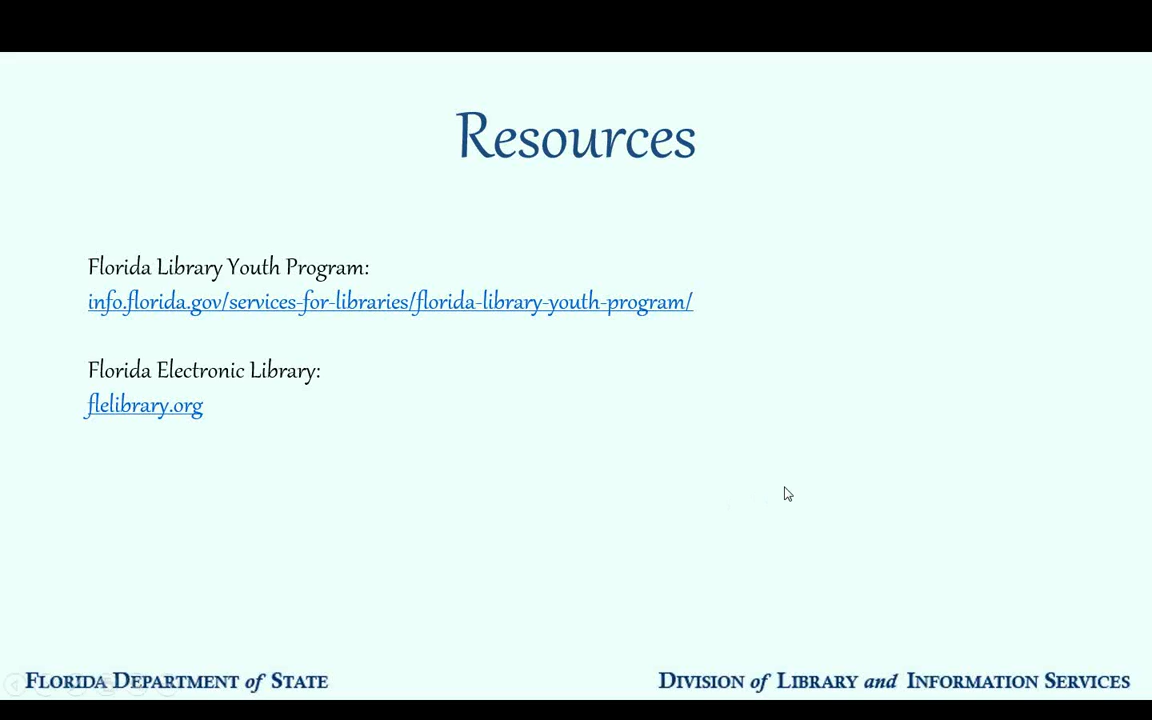 Resources
Florida Library Youth Program:
info.florida.gov/services-for-libraries/florida-library-youth-program/
Florida Electronic Library:
flelibrary.org
FLORIDA DEPARTMENT of STATE
DIVISION of LIBRARY and INFORMATION SERVICES